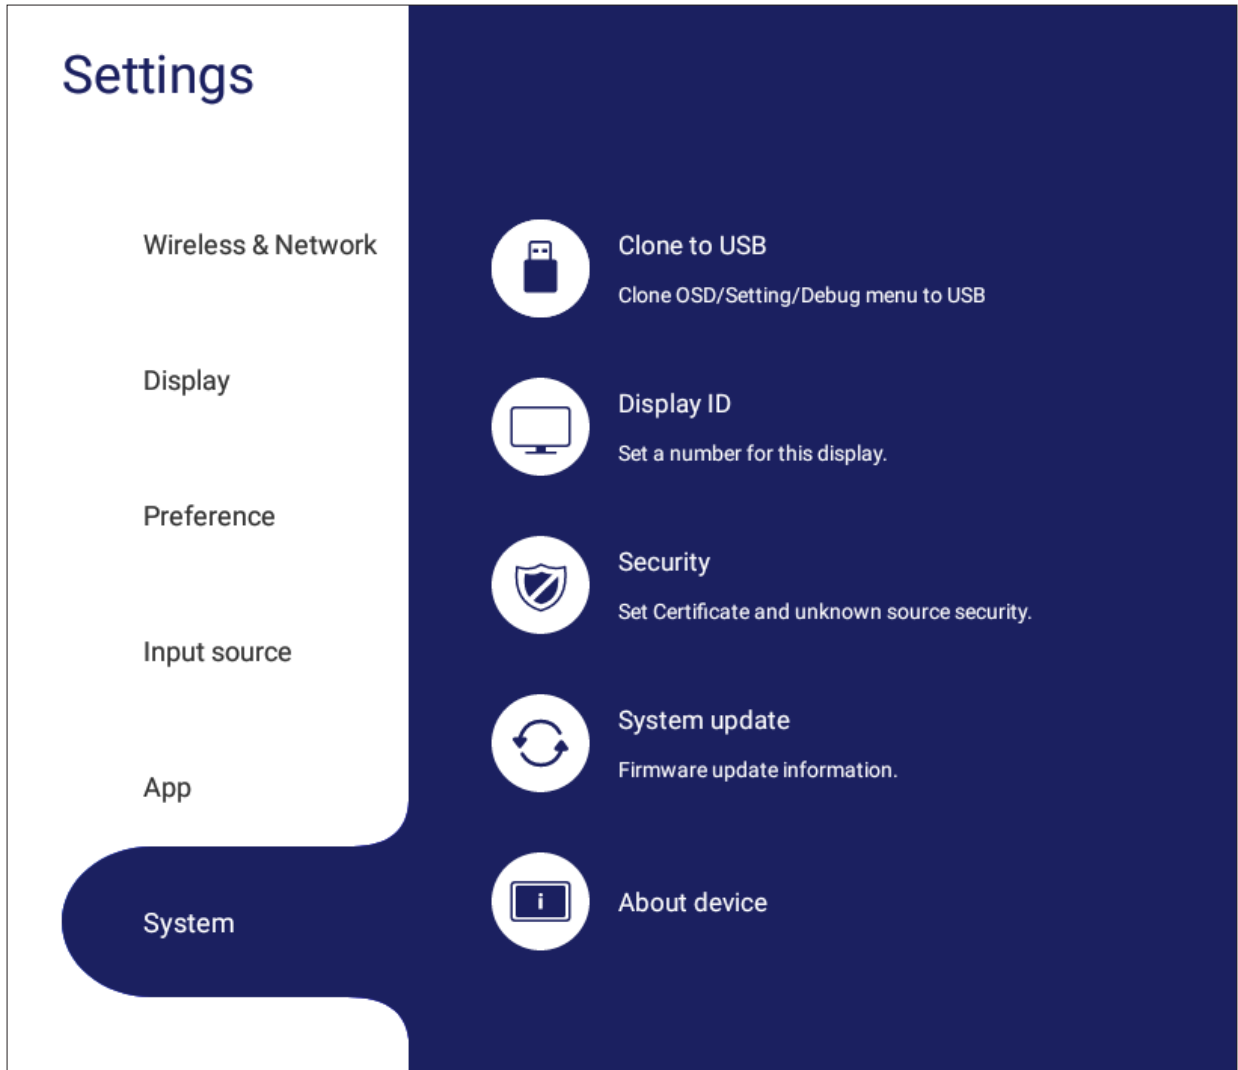 Settings
Wireless & Network
Display
Preference
Input source
App
System
Clone to USB
Clone OSD/Setting/Debug menu to USB
Display ID
Set a number for this display.
Security
Set Certificate and unknown source security.
System update
Firmware update information.
i
About device